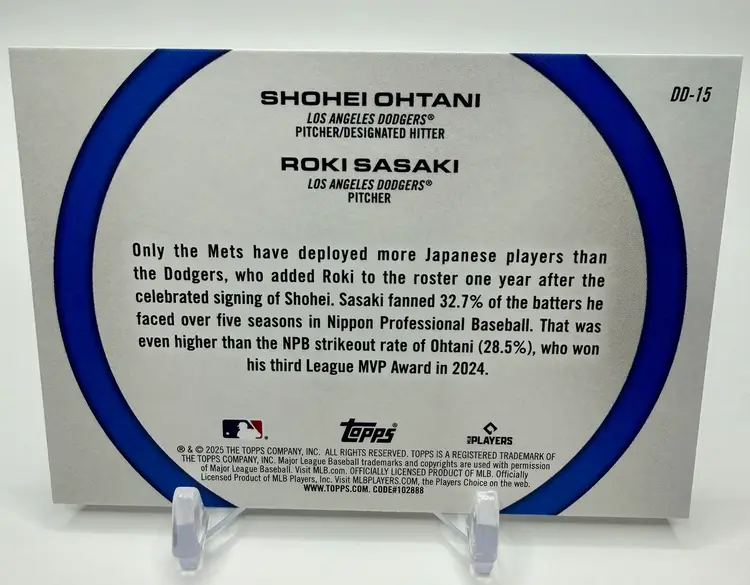 DD-15
SHOHEI OHTANI
LOS ANGELES DODGERS®
PITCHER/DESIGNATED HITTER
ROKI SASAKI
LOS ANGELES DODGERS®
PITCHER
Only the Mets have deployed more Japanese players than
the Dodgers, who added Roki to the roster one year after the
celebrated signing of Shohei. Sasaki fanned 32.7% of the batters he
faced over five seasons in Nippon Professional Baseball. That was
even higher than the NPB strikeout rate of Ohtani (28.5%), who won
his third League MVP Award in 2024.
topps®
MLB PLAYERS
® & © 2025 THE TOPPS COMPANY, INC. ALL RIGHTS RESERVED. TOPPS IS A REGISTERED TRADEMARK OF
THE TOPPS COMPANY, INC. Major League Baseball trademarks and copyrights are used with permission
of Major League Baseball. Visit MLB.com. OFFICIALLY LICENSED PRODUCT OF MLB. Officially
Licensed Product of MLB Players, Inc. Visit MLBPLAYERS.COM, the Players Choice on the web.
WWW.TOPPS.COM. CODE#102888